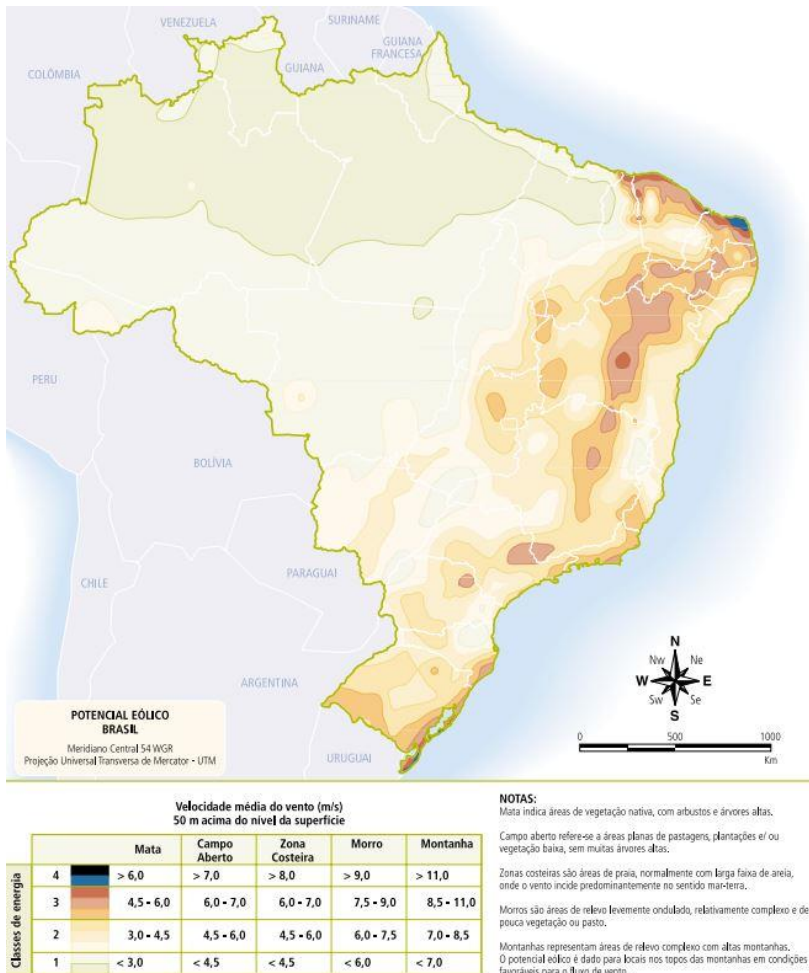 VENEZUELA
SURINAME
GUIANA
FRANCESA
COLÔMBIA
GUIANA
PERU
BOLÍVIA
PARAGUAI
CHILE
ARGENTINA
URUGUAI
N
Nw Ne
W E
Sw Se
S
0 500 1000
Km
POTENCIAL EÓLICO
BRASIL
Meridiano Central 54 WGR
Projeção Universal Transversa de Mercator - UTM
Velocidade média do vento (m/s)
50 m acima do nível da superfície
Mata Campo Aberto Zona Costeira Morro Montanha
Classes de energia
4 > 6,0 > 7,0 > 8,0 > 9,0 > 11,0
3 4,5 - 6,0 6,0 - 7,0 6,0 - 7,0 7,5 - 9,0 8,5 - 11,0
2 3,0 - 4,5 4,5 - 6,0 4,5 - 6,0 6,0 - 7,5 7,0 - 8,5
1 < 3,0 < 4,5 < 4,5 < 6,0 < 7,0
NOTAS:
Mata indica áreas de vegetação nativa, com arbustos e árvores altas.
Campo aberto refere-se a áreas planas de pastagens, plantações e/ ou
vegetação baixa, sem muitas árvores altas.
Zonas costeiras são áreas de praia, normalmente com larga faixa de areia,
onde o vento incide predominantemente no sentido mar-terra.
Morros são áreas de relevo levemente ondulado, relativamente complexo e de
pouca vegetação ou pasto.
Montanhas representam áreas de relevo complexo com altas montanhas.
O potencial eólico é dado para locais nos topos das montanhas em condições
favoráveis para o fluxo de vento.